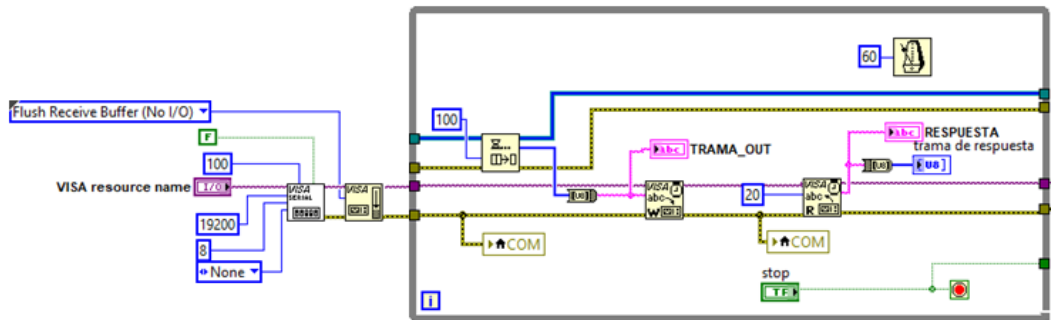 60
Flush Receive Buffer (No I/O)
F
100
100
TRAMA_OUT
RESPUESTA
trama de respuesta
abc
abc
U8
[U8]
[U8]
VISA resource name
I/O
VISA
SERIAL
VISA
VISA
abc
W
20
VISA
abc
R
19200
8
None
COM
COM
stop
TF
i